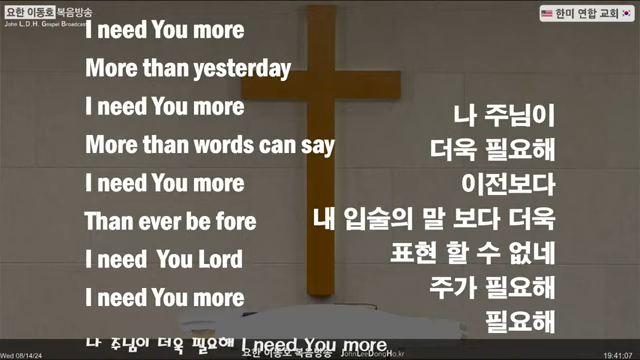 요한 이동호 복음방송
John L.D.H. Gospel Broadcast
한미 연합 교회
I need You more
More than yesterday
I need You more
More than words can say
I need You more
Than ever be fore
I need You Lord
I need You more
나 주님이
더욱 필요해
이전보다
내 입술의 말 보다 더욱
표현 할 수 없네
주가 필요해
필요해
나 주님이 더욱 필요해 I need You more
Wed 08/14/24
요한 이동호 복음방송 JohnLeeDongHo.kr
19:41:07